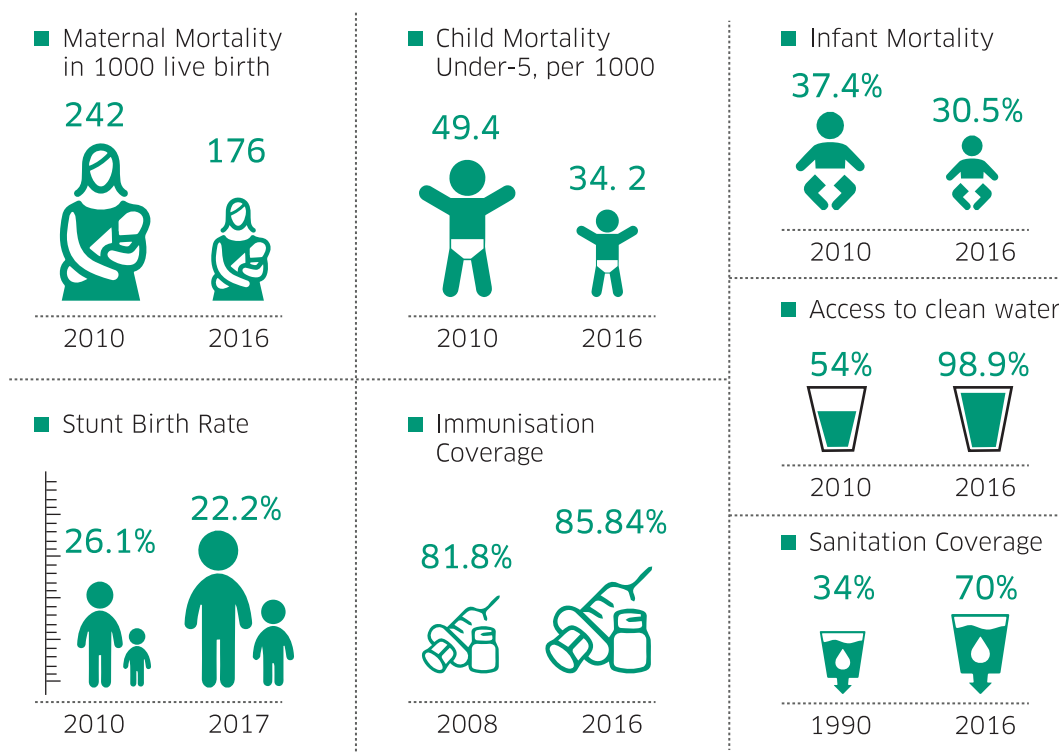 Maternal Mortality
in 1000 live birth
242
176
2010
2016
Child Mortality
Under-5, per 1000
49.4
34. 2
2010
2016
Infant Mortality
37.4%
30.5%
2010
2016
Access to clean water
54%
98.9%
2010
2016
Stunt Birth Rate
26.1%
22.2%
2010
2017
Immunisation
Coverage
81.8%
85.84%
2008
2016
Sanitation Coverage
34%
70%
1990
2016